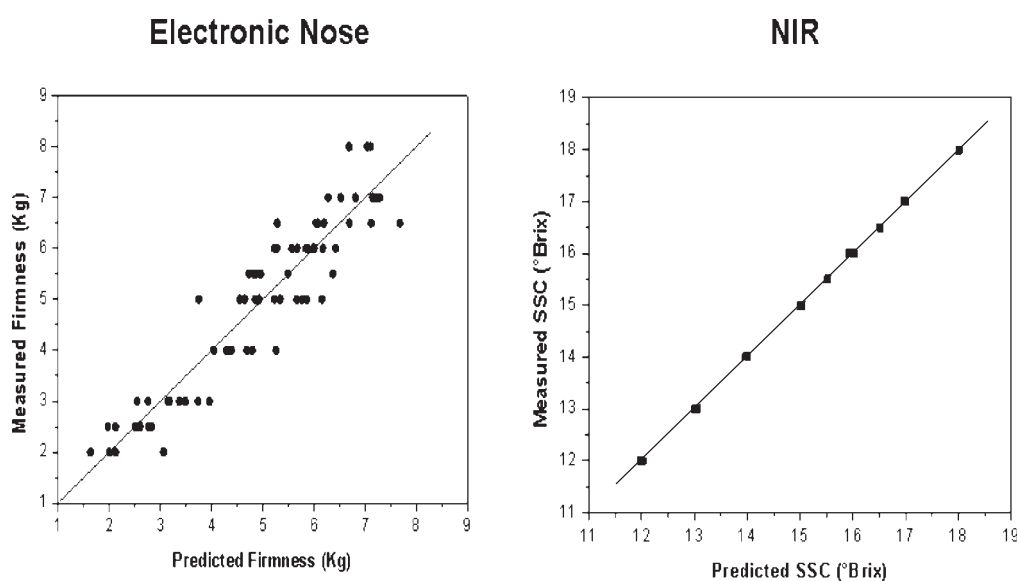 Electronic Nose
9
8
7
6
5
4
3
2
1
Measured Firmness (Kg)
1 2 3 4 5 6 7 8 9
Predicted Firmness (Kg)
NIR
19
18
17
16
15
14
13
12
11
Measured SSC (°Brix)
11 12 13 14 15 16 17 18 19
Predicted SSC (°Brix)